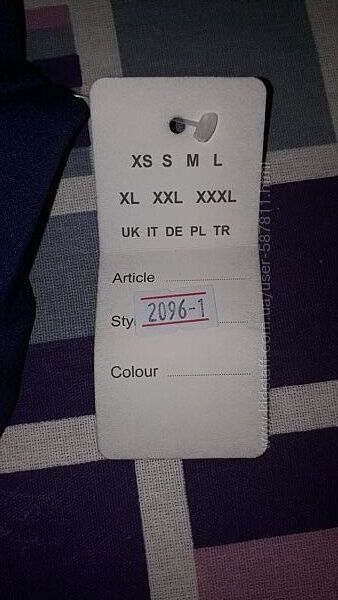 XS S M L
XL XXL XXXL
UK IT DE PL TR
Article
Sty
2096-1
Colour